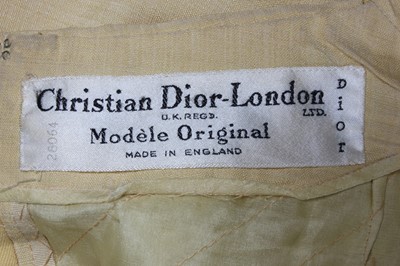 Christian Dior-London
LTD.
U.K. REGD.
Modèle Original
MADE IN ENGLAND
Dior
26064